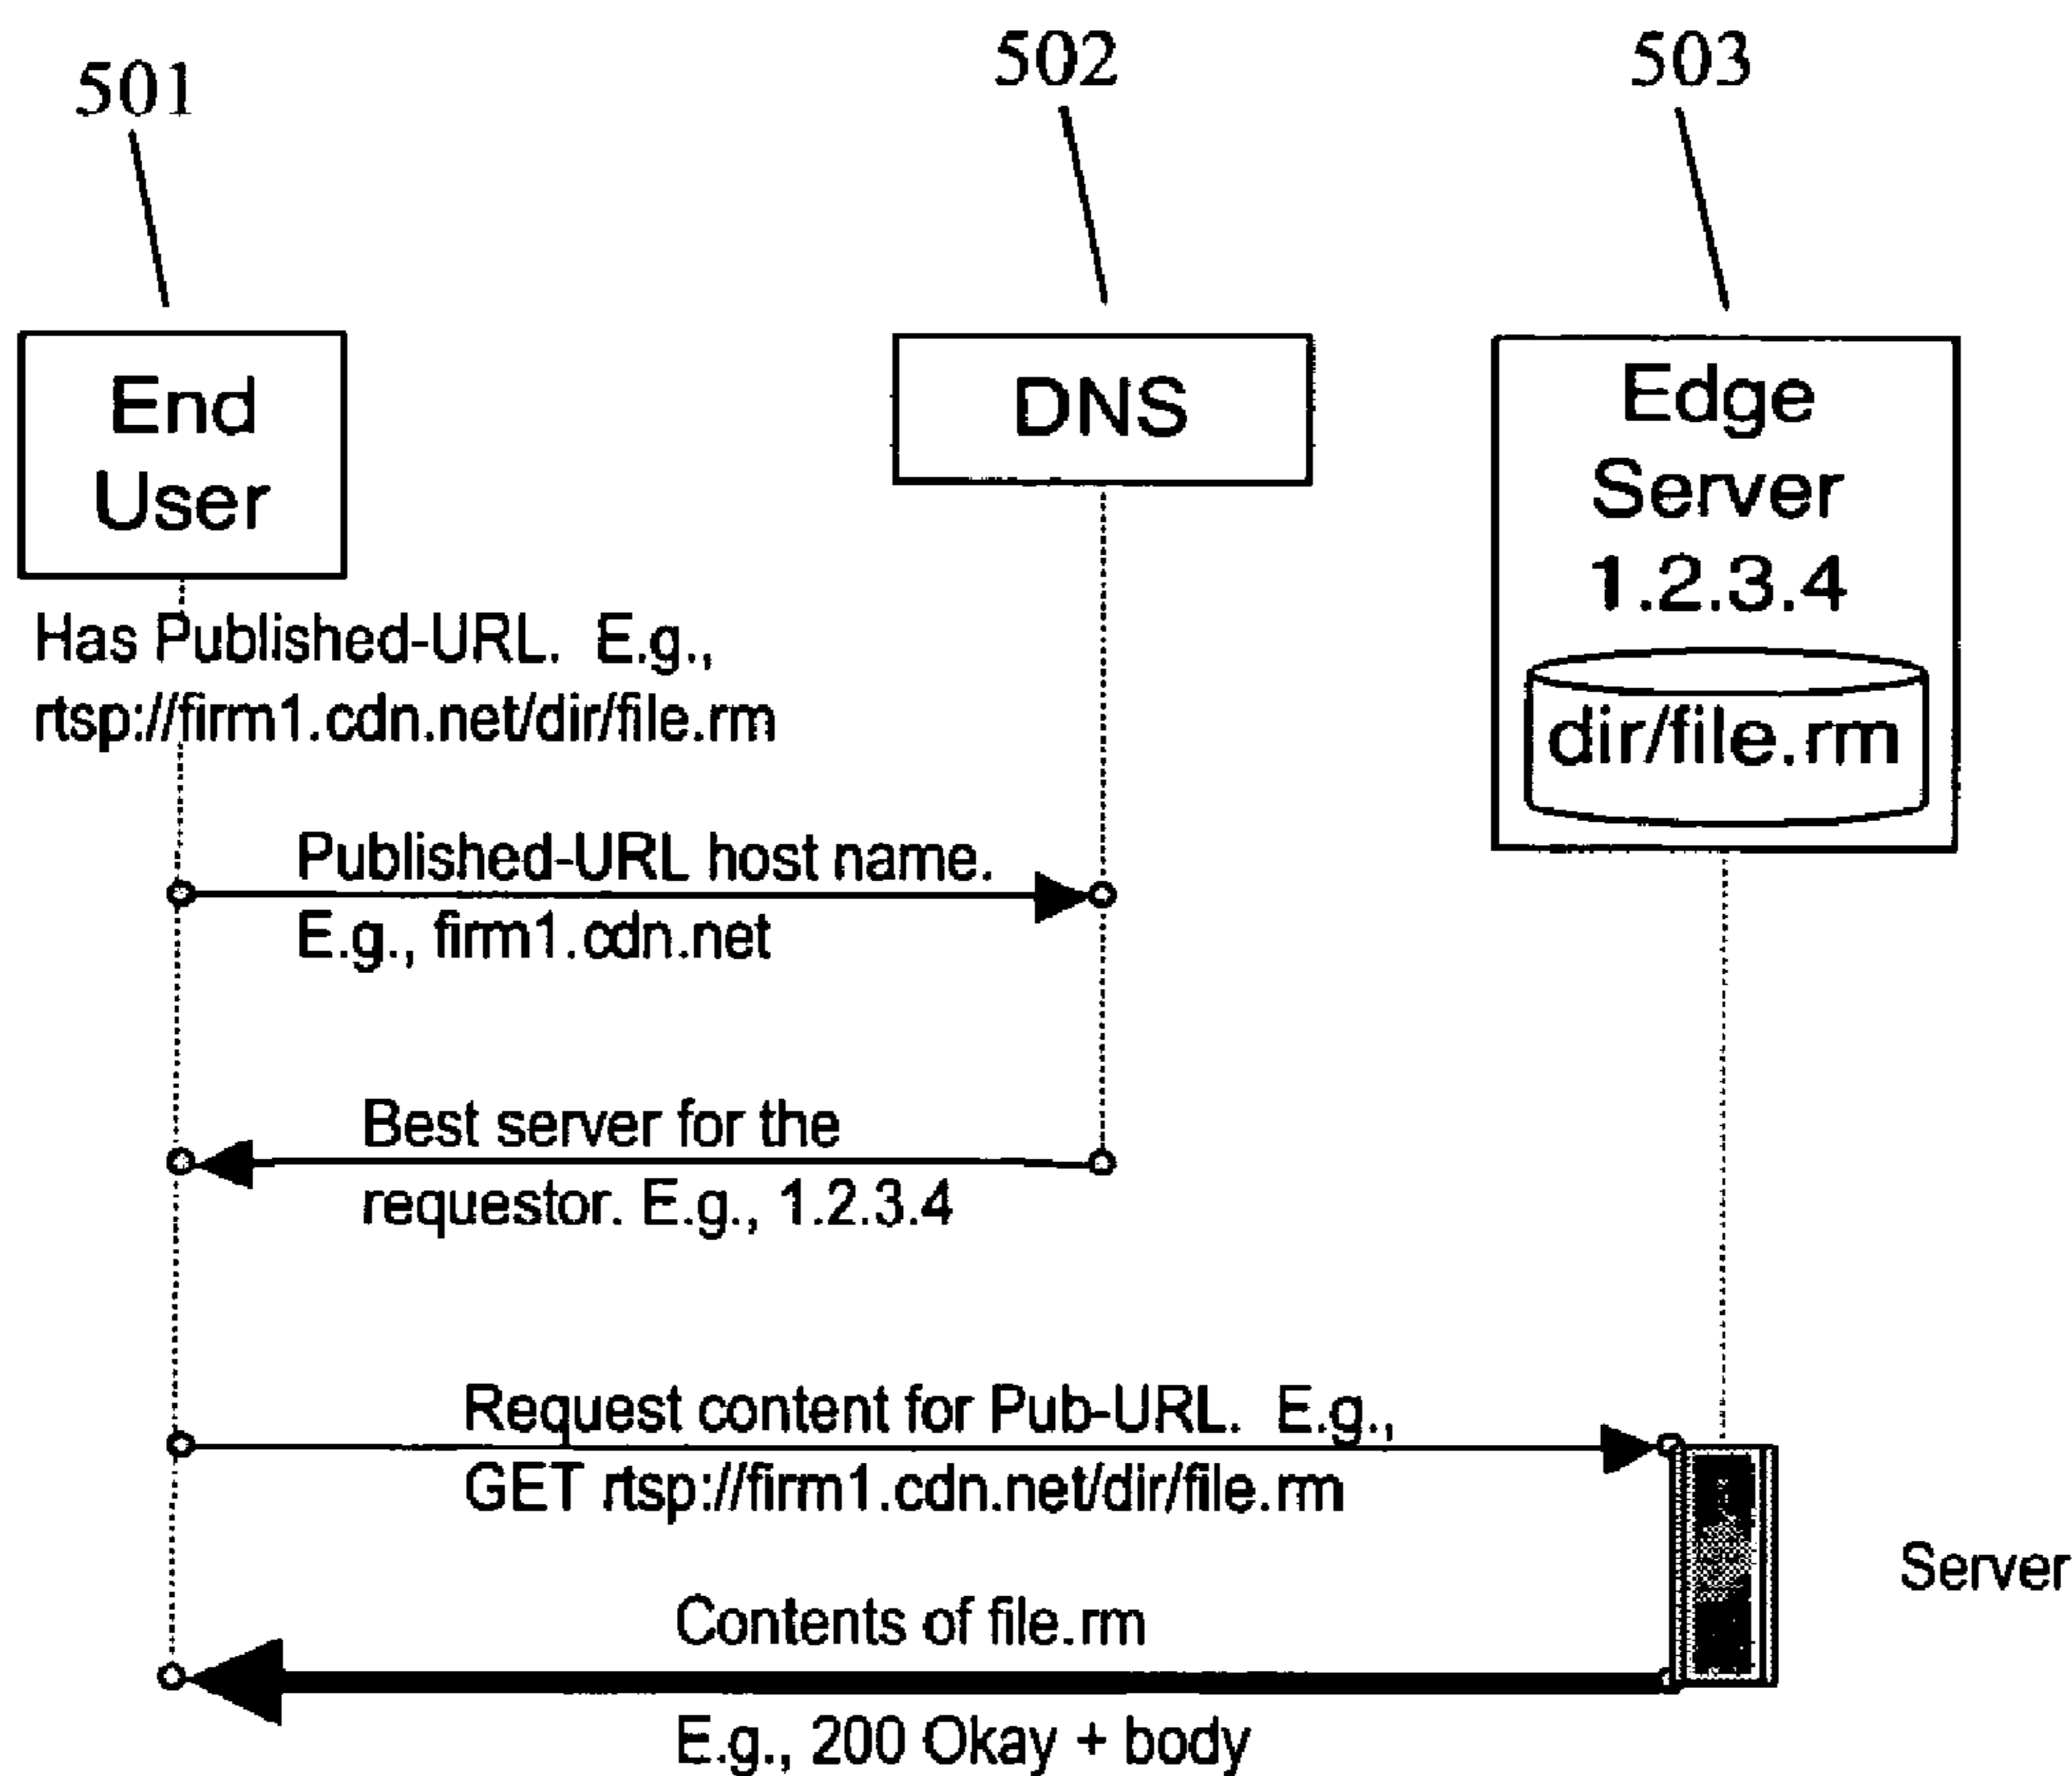 501
502
503
End
User
DNS
Edge
Server
1.2.3.4
dir/file.rm
Has Published-URL. E.g.,
rtsp://firm1.cdn.net/dir/file.rm
Published-URL host name.
E.g., firm1.cdn.net
Best server for the
requestor. E.g., 1.2.3.4
Request content for Pub-URL. E.g.,
GET rtsp://firm1.cdn.net/dir/file.rm
Server
Contents of file.rm
E.g., 200 Okay + body